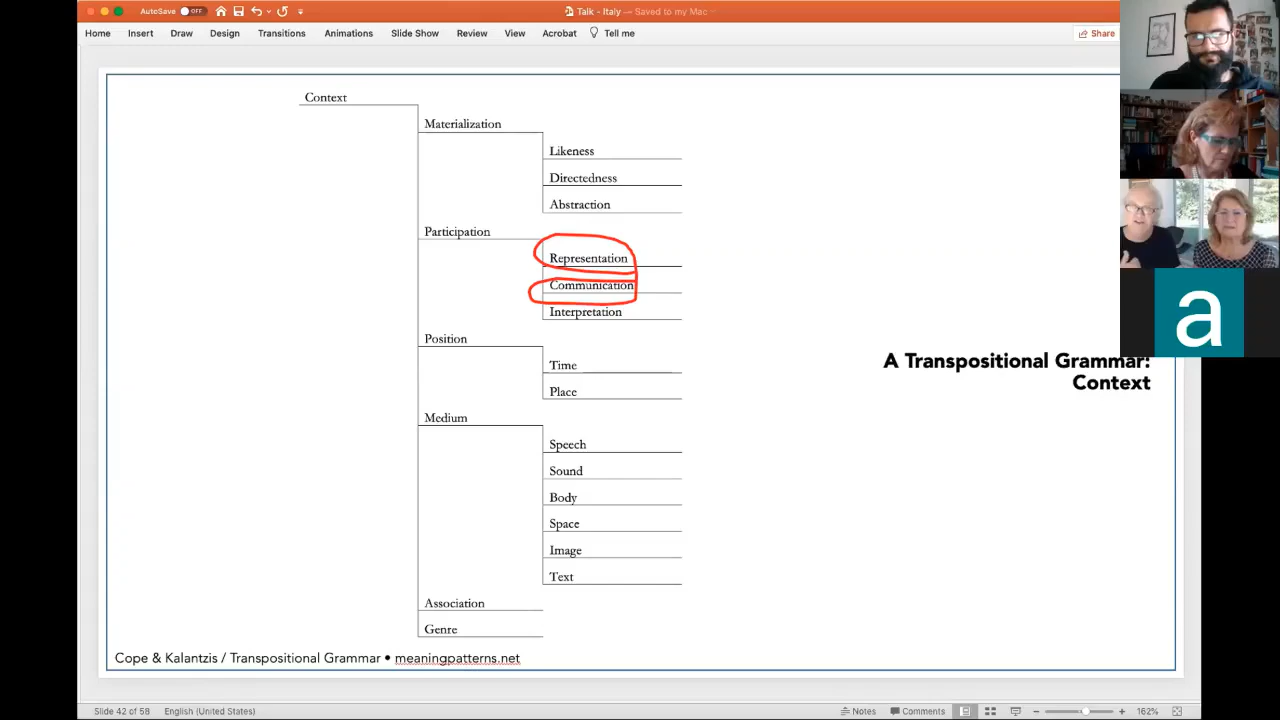 AutoSave OFF
Talk - Italy — Saved to my Mac
Home Insert Draw Design Transitions Animations Slide Show Review View Acrobat Tell me Share
Context
Materialization
Likeness
Directedness
Abstraction
Participation
Representation
Communication
Interpretation
Position
Time
Place
Medium
Speech
Sound
Body
Space
Image
Text
Association
Genre
A Transpositional Grammar:
Context
Cope & Kalantzis / Transpositional Grammar • meaningpatterns.net
a
Slide 42 of 58 English (United States) Notes Comments 162%